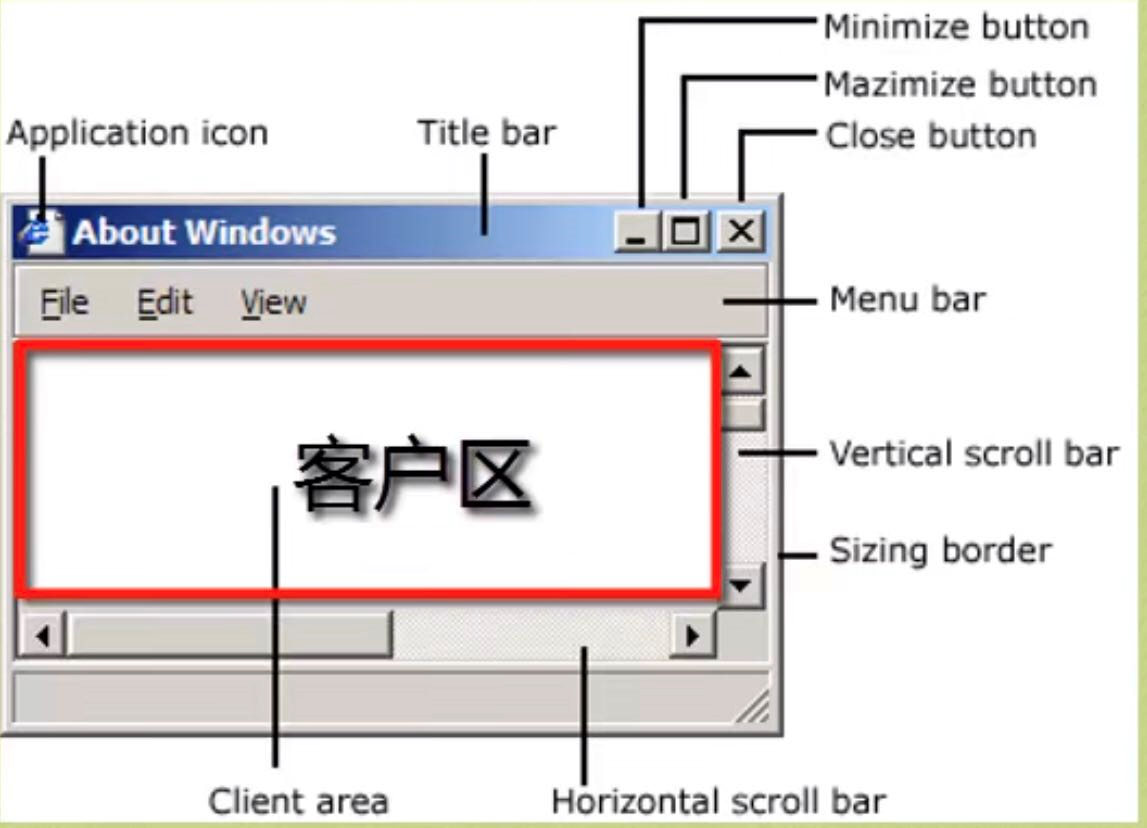 Minimize button
Mazimize button
Close button
Application icon
Title bar
About Windows
File Edit View
Menu bar
客户区
Vertical scroll bar
Sizing border
Client area
Horizontal scroll bar